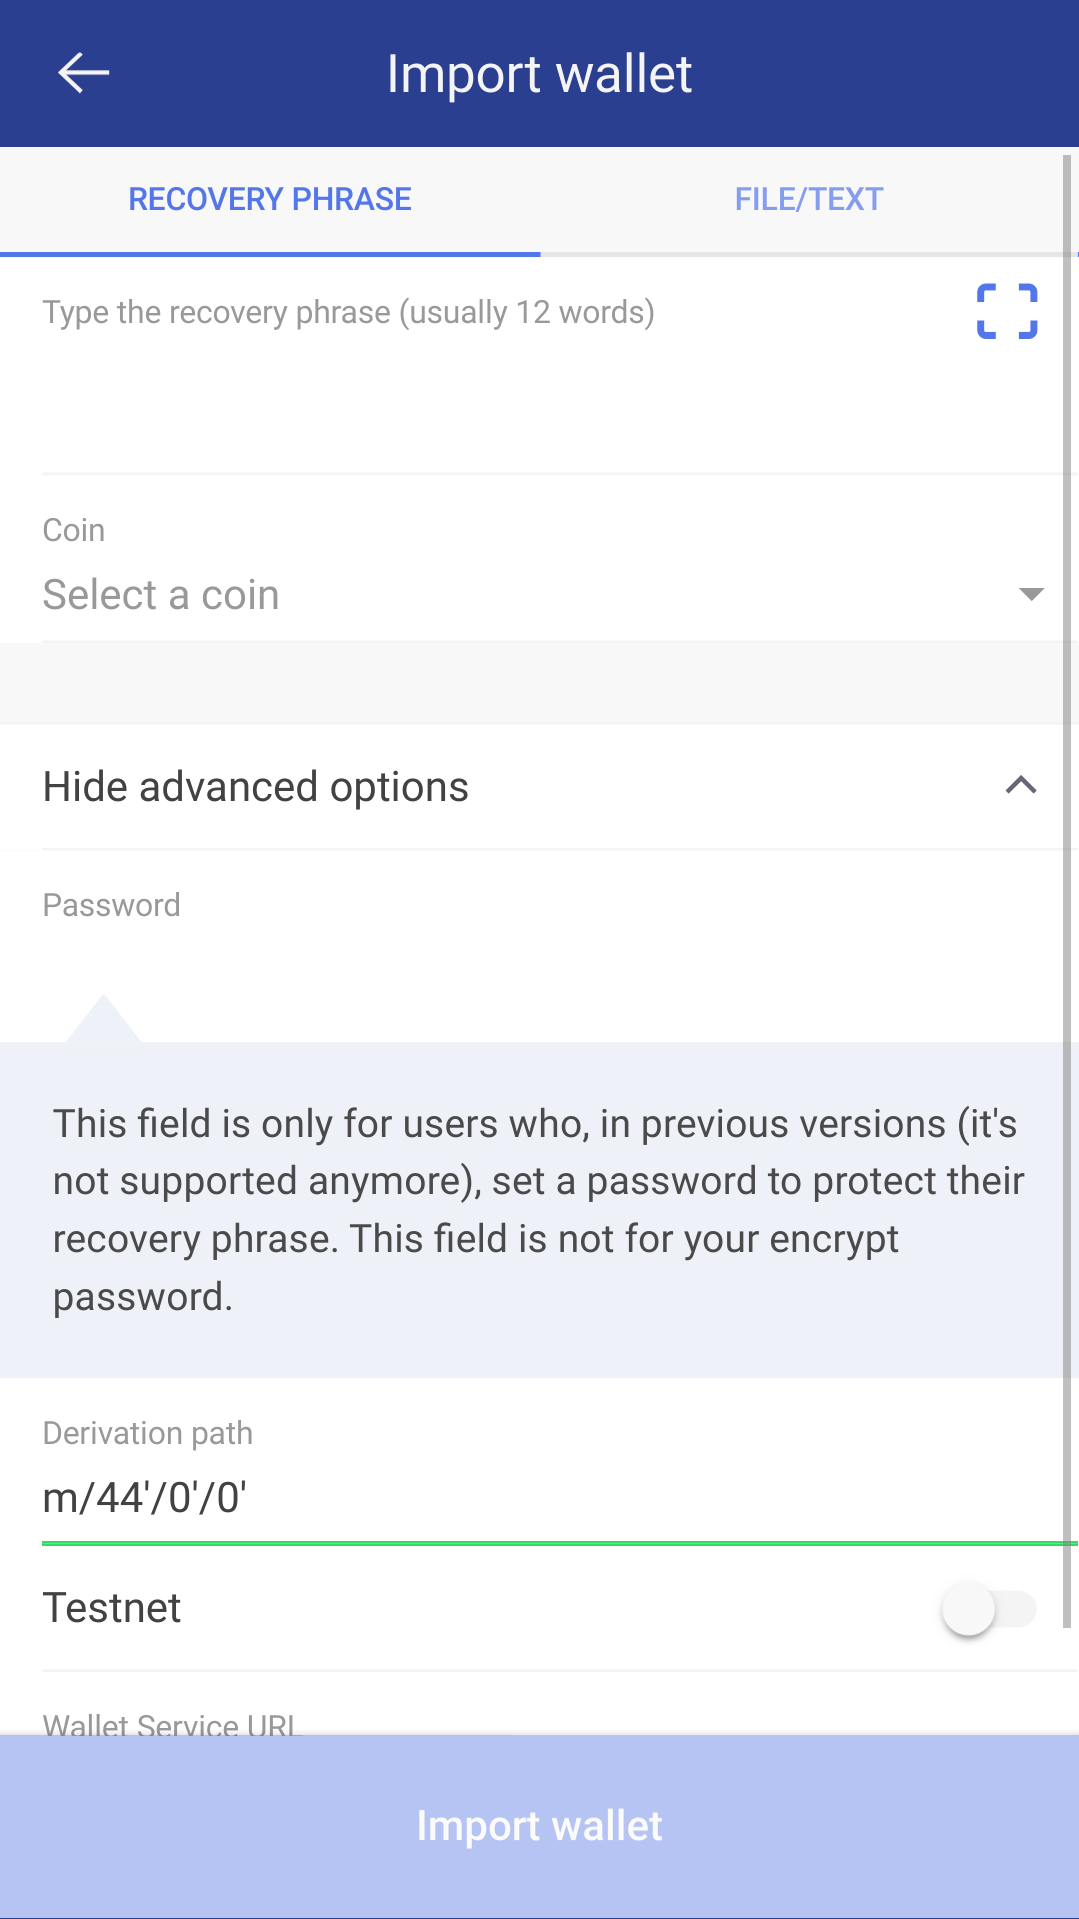 Import wallet
RECOVERY PHRASE
FILE/TEXT
Type the recovery phrase (usually 12 words)
Coin
Select a coin
Hide advanced options
Password
This field is only for users who, in previous versions (it's
not supported anymore), set a password to protect their
recovery phrase. This field is not for your encrypt
password.
Derivation path
m/44'/0'/0'
Testnet
Wallet Service URL
Import wallet